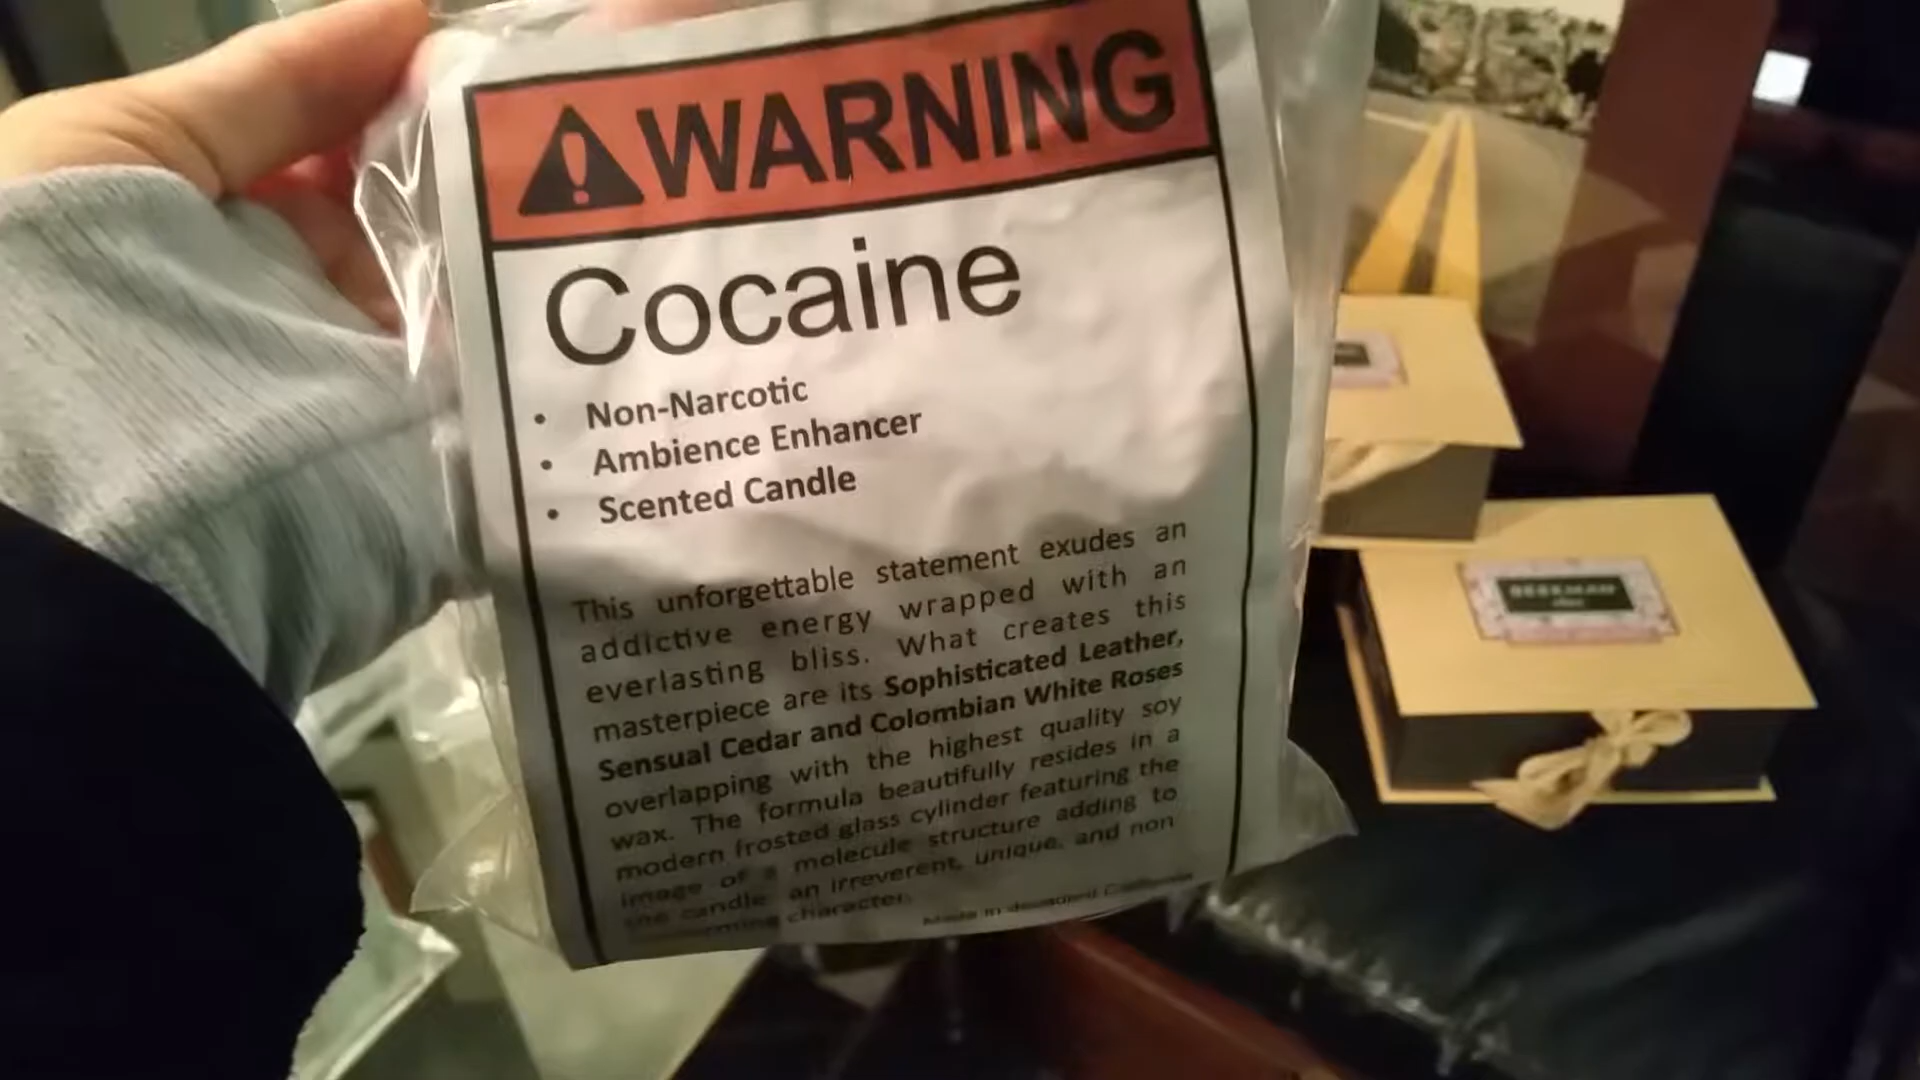 WARNING
Cocaine
• Non-Narcotic
• Ambience Enhancer
• Scented Candle
This unforgettable statement exudes an
addictive energy wrapped with an
everlasting bliss. What creates this
masterpiece are its Sophisticated Leather,
Sensual Cedar and Colombian White Roses
overlapping with the highest quality soy
wax. The formula beautifully resides in a
modern frosted glass cylinder featuring the
image of a molecule structure adding to
the candle an irreverent, unique, and non
character.
Made in California
BEEKMAN